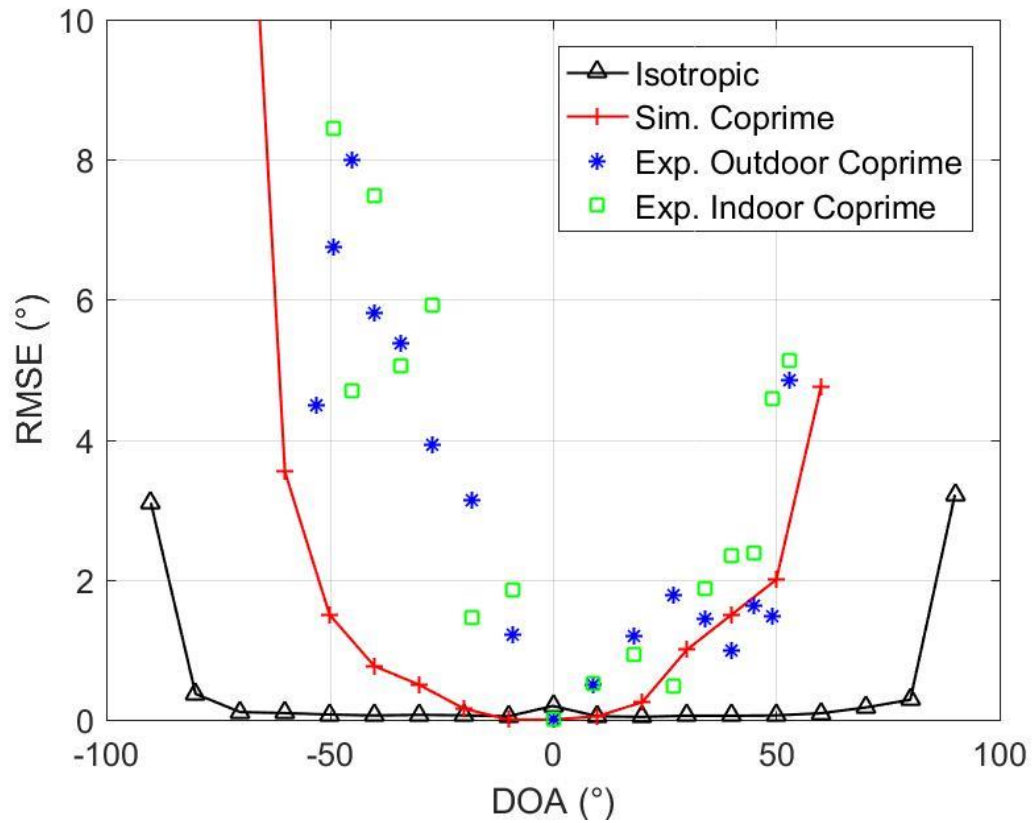 10
8
6
4
2
0
-100
-50
0
50
100
RMSE (°)
DOA (°)
Isotropic
Sim. Coprime
Exp. Outdoor Coprime
Exp. Indoor Coprime